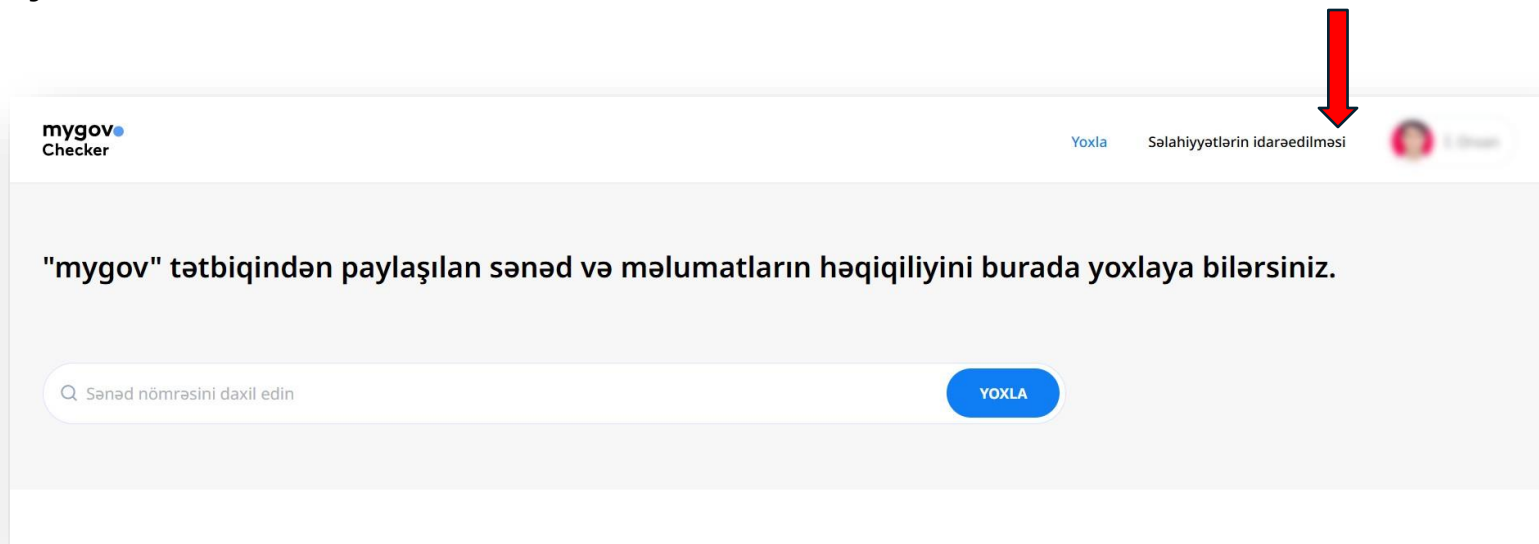 mygov
Checker
Yoxla
Səlahiyyətlərin idarəedilməsi
"mygov" tətbiqindən paylaşılan sənəd və məlumatların həqiqiliyini burada yoxlaya bilərsiniz.
Sənəd nömrəsini daxil edin
YOXLA